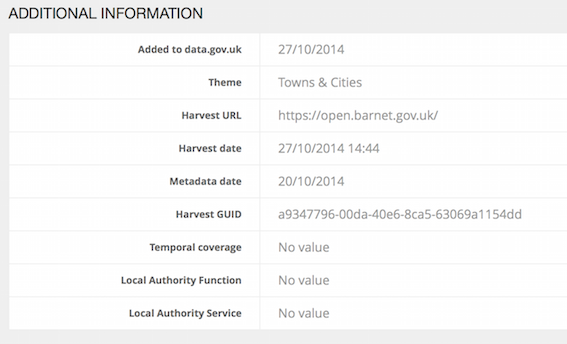 ADDITIONAL INFORMATION
Added to data.gov.uk 27/10/2014
Theme Towns & Cities
Harvest URL https://open.barnet.gov.uk/
Harvest date 27/10/2014 14:44
Metadata date 20/10/2014
Harvest GUID a9347796-00da-40e6-8ca5-63069a1154dd
Temporal coverage No value
Local Authority Function No value
Local Authority Service No value